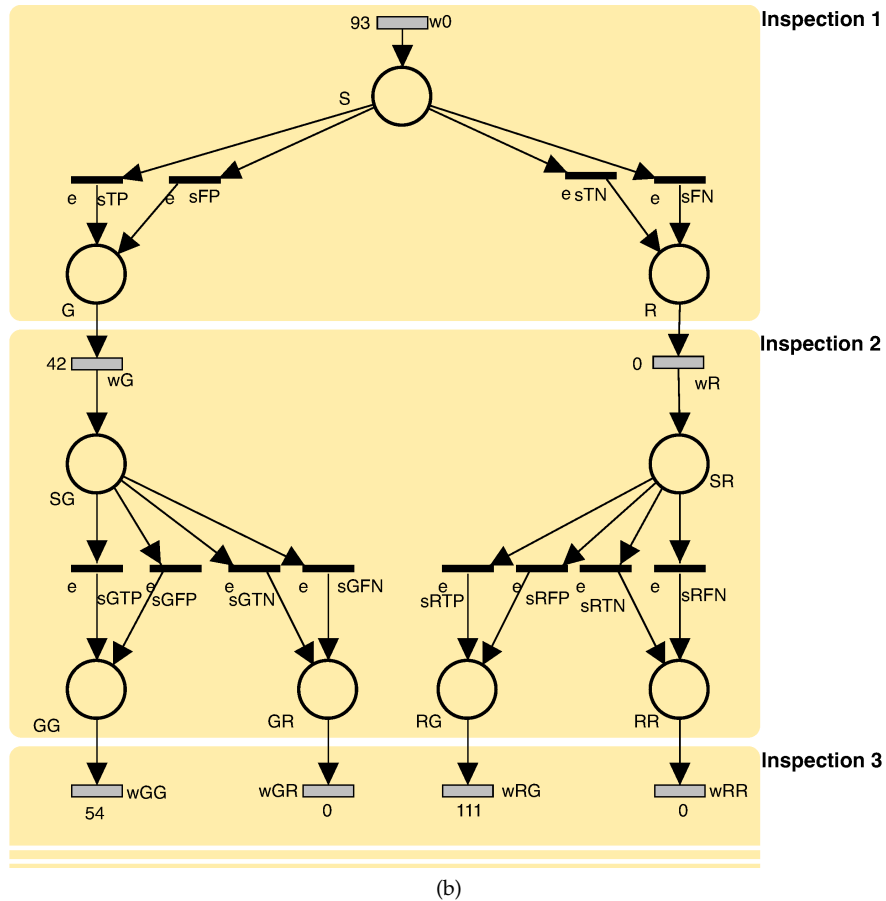 Inspection 1
93 w0
S
e sTP e sFP e sTN e sFN
G R
Inspection 2
42 wG 0 wR
SG SR
e sGTP e sGFP e sGTN e sGFN e sRTP e sRFP e sRTN e sRFN
GG GR RG RR
Inspection 3
wGG wGR wRG wRR
54 0 111 0
(b)